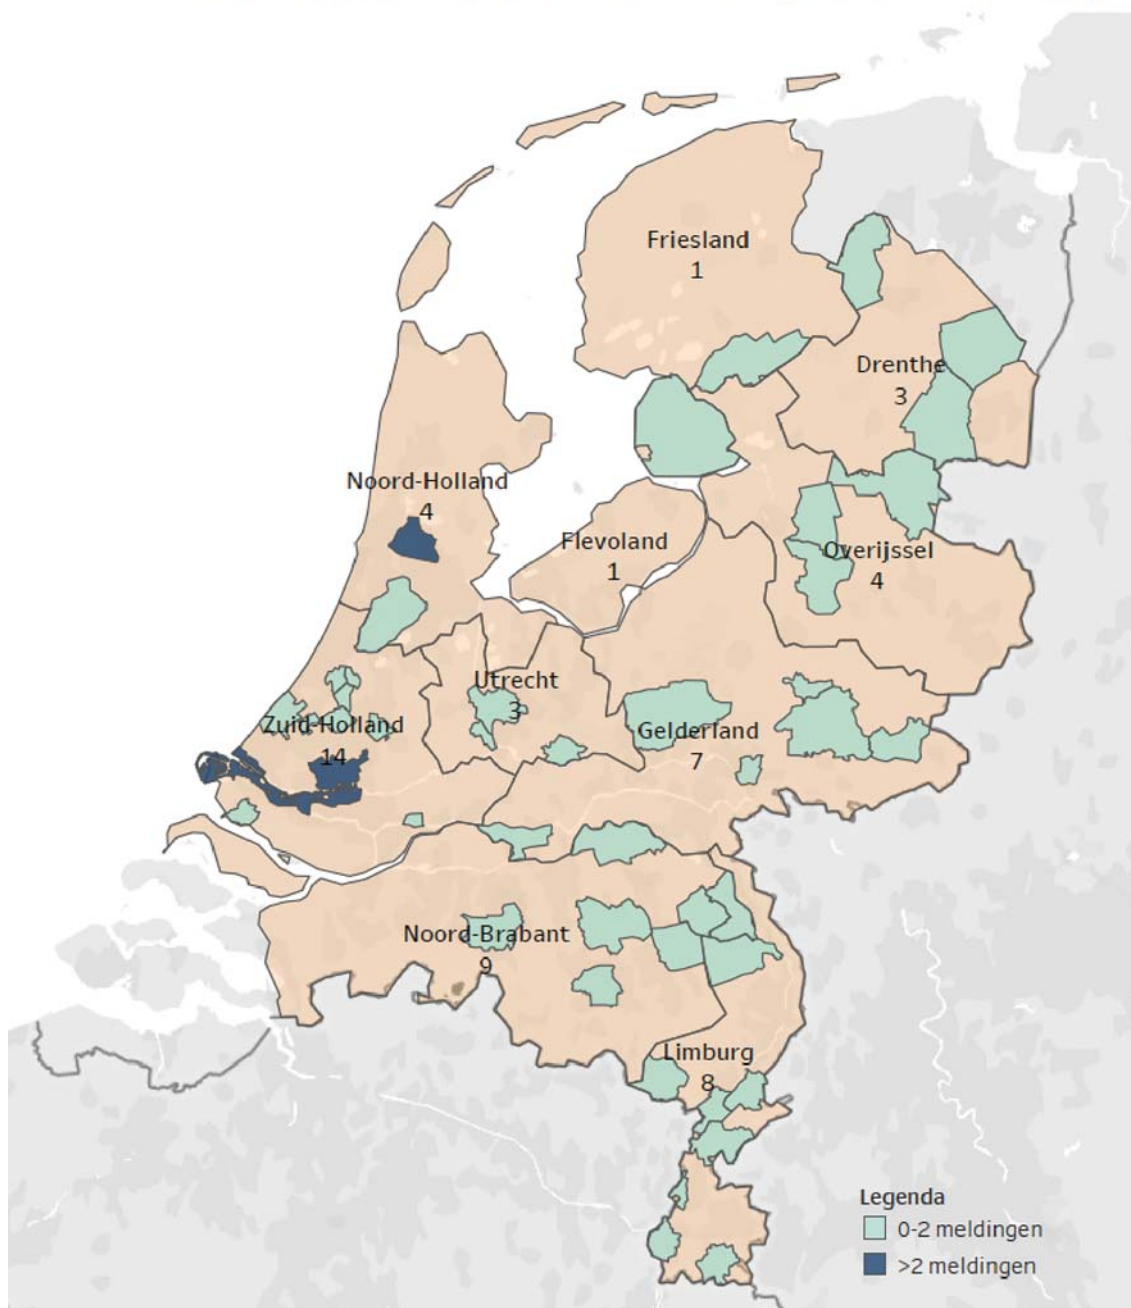 Friesland
1
Drenthe
3
Noord-Holland
4
Flevoland
1
Overijssel
4
Utrecht
3
Zuid-Holland
14
Gelderland
7
Noord-Brabant
9
Limburg
8
Legenda
0-2 meldingen
>2 meldingen